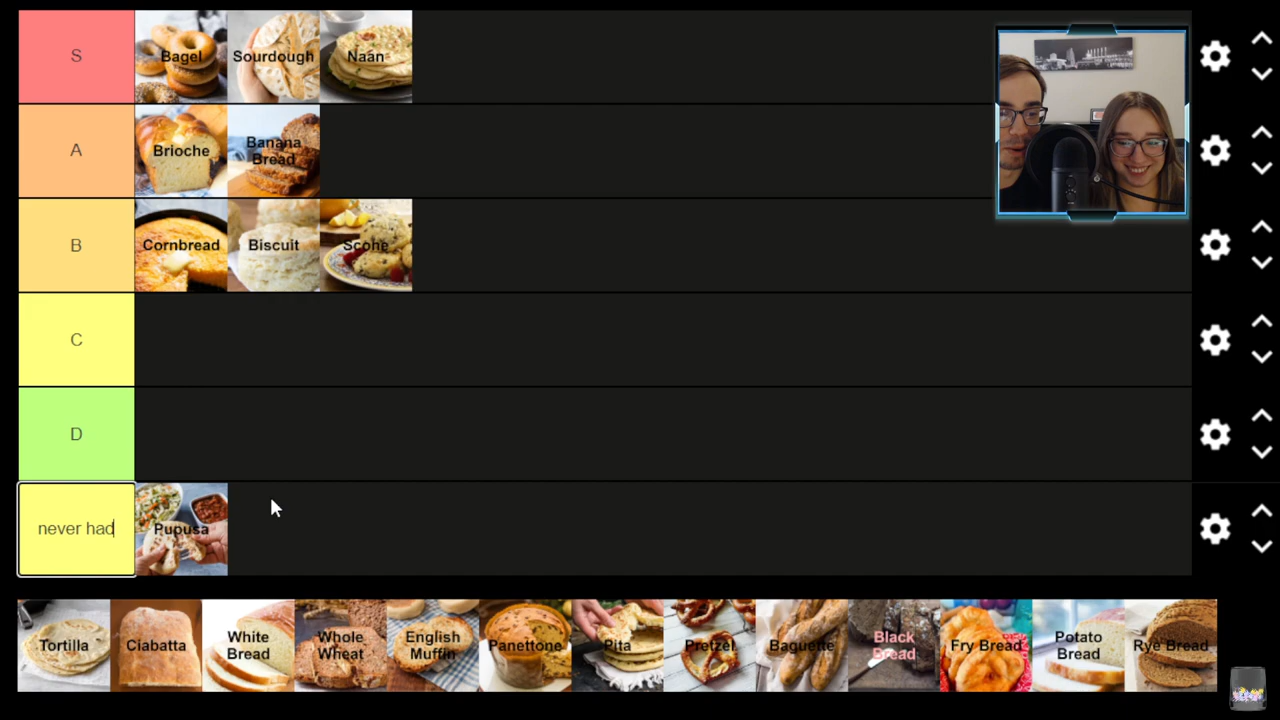 S
Bagel
Sourdough
Naan
A
Brioche
Banana
Bread
B
Cornbread
Biscuit
Scone
C
D
never had
Pupusa
Tortilla
Ciabatta
White
Bread
Whole
Wheat
English
Muffin
Panettone
Pita
Pretzel
Baguette
Black
Bread
Fry Bread
Potato
Bread
Rye Bread